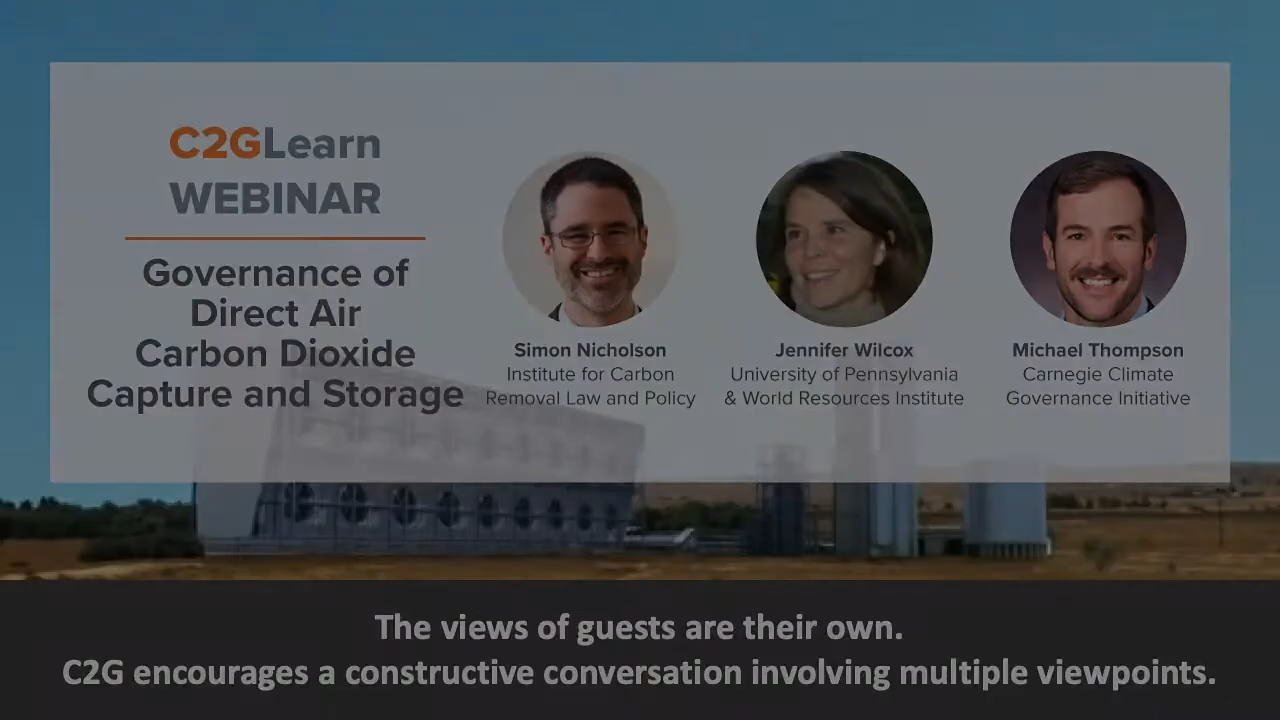 C2GLearn
WEBINAR
Governance of
Direct Air
Carbon Dioxide
Capture and Storage
Simon Nicholson
Institute for Carbon
Removal Law and Policy
Jennifer Wilcox
University of Pennsylvania
& World Resources Institute
Michael Thompson
Carnegie Climate
Governance Initiative
The views of guests are their own.
C2G encourages a constructive conversation involving multiple viewpoints.